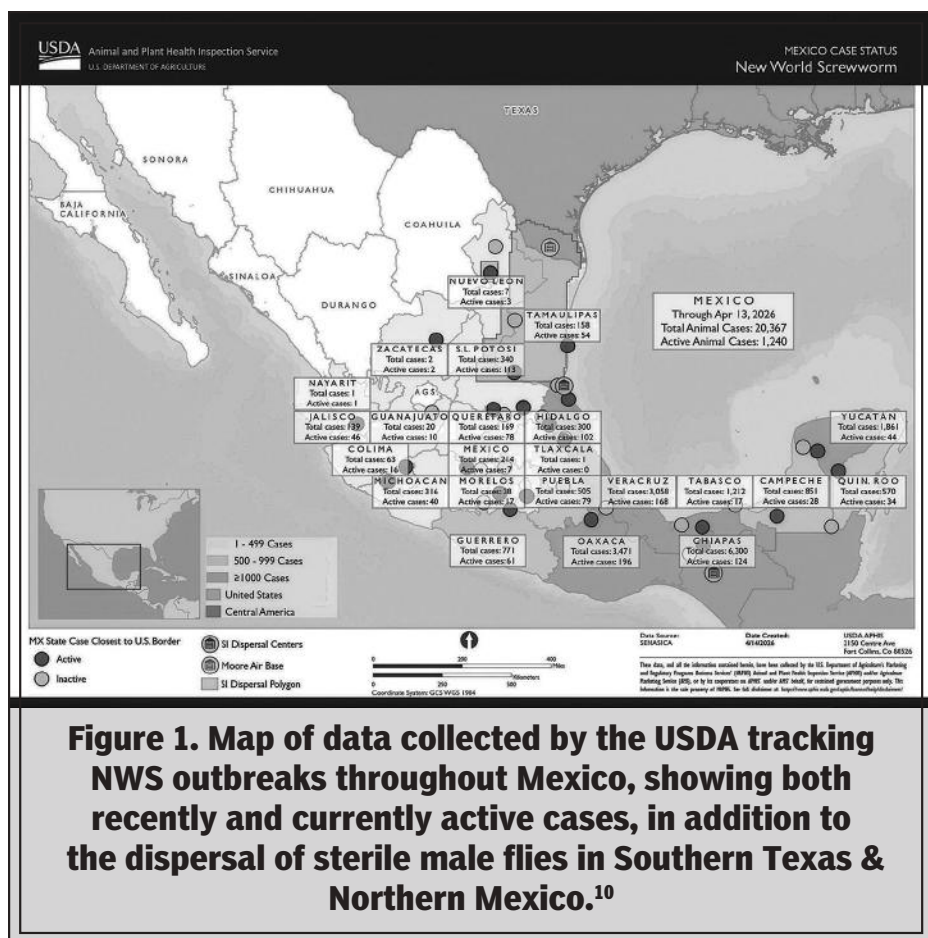 USDA Animal and Plant Health Inspection Service
U.S. DEPARTMENT OF AGRICULTURE
MEXICO CASE STATUS
New World Screwworm
TEXAS
SONORA
CHIHUAHUA
BAJA
CALIFORNIA
COAHUILA
SINALOA
DURANGO
NUEVO LEON
Total cases: 7
Active cases: 3
TAMAULIPAS
Total cases: 158
Active cases: 54
MEXICO
Through Apr 13, 2026
Total Animal Cases: 20,367
Active Animal Cases: 1,240
ZACATECAS
Total cases: 2
Active cases: 2
S.L. POTOSI
Total cases: 340
Active cases: 113
NAYARIT
Total cases: 1
Active cases: 1
AGS
JALISCO
Total cases: 139
Active cases: 46
GUANAJUATO
Total cases: 20
Active cases: 10
QUERETARO
Total cases: 169
Active cases: 78
HIDALGO
Total cases: 300
Active cases: 102
YUCATAN
Total cases: 1,861
Active cases: 44
COLIMA
Total cases: 63
Active cases: 16
MEXICO
Total cases: 214
Active cases: 7
TLAXCALA
Total cases: 1
Active cases: 0
MICHOACAN
Total cases: 316
Active cases: 40
MORELOS
Total cases: 38
Active cases: 17
PUEBLA
Total cases: 505
Active cases: 79
VERACRUZ
Total cases: 3,058
Active cases: 168
TABASCO
Total cases: 1,212
Active cases: 17
CAMPECHE
Total cases: 851
Active cases: 28
QUIN. ROO
Total cases: 570
Active cases: 34
GUERRERO
Total cases: 771
Active cases: 61
OAXACA
Total cases: 3,471
Active cases: 196
CHIAPAS
Total cases: 6,300
Active cases: 124
1 - 499 Cases
500 - 999 Cases
≥1000 Cases
United States
Central America
MX State Case Closest to U.S. Border
Active
Inactive
SI Dispersal Centers
Moore Air Base
SI Dispersal Polygon
0 200 400
Miles
0 250 500
Kilometers
Coordinate System: GCS WGS 1984
Data Source:
SENASICA
Date Created:
4/14/2026
USDA APHIS
2150 Centre Ave
Fort Collins, Co 80526
Figure 1. Map of data collected by the USDA tracking
NWS outbreaks throughout Mexico, showing both
recently and currently active cases, in addition to
the dispersal of sterile male flies in Southern Texas &
Northern Mexico.¹⁰